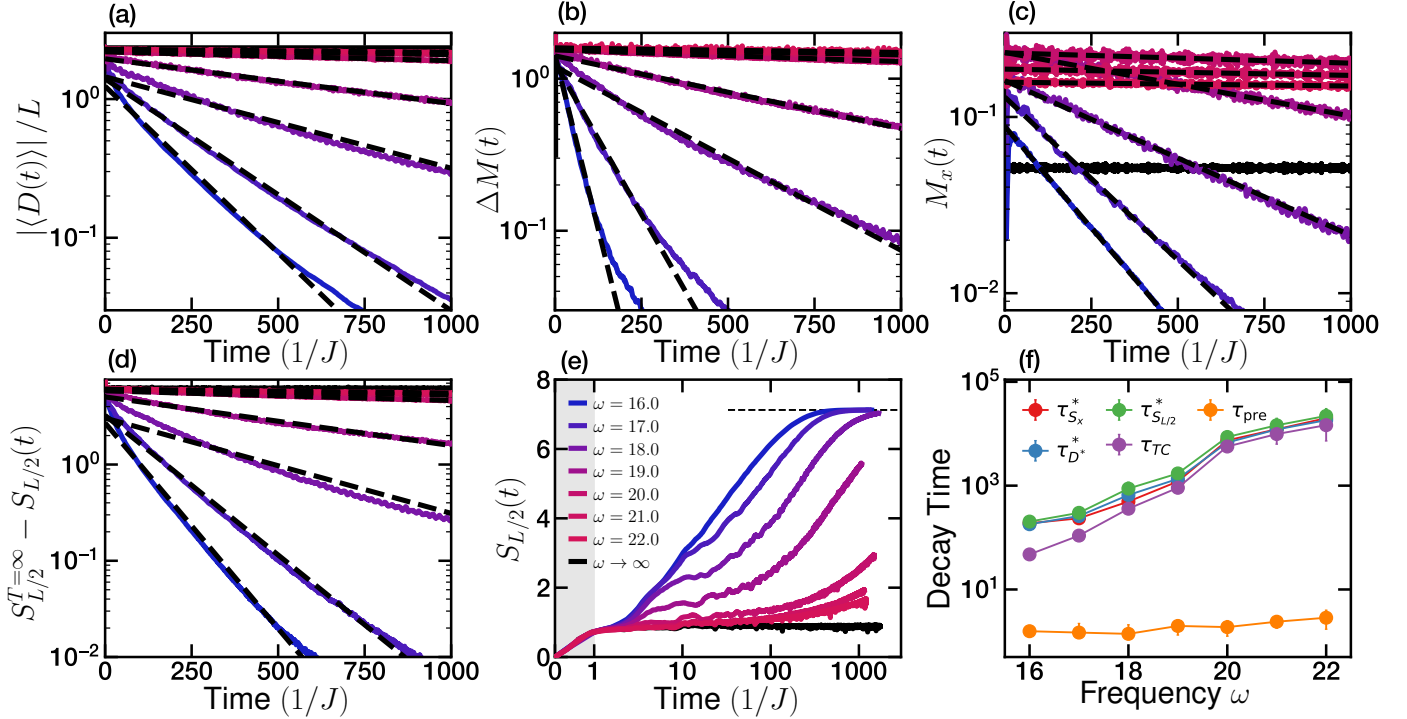 (a)
(b)
(c)
|⟨D(t)⟩| / L
10^0
10^{-1}
0 250 500 750 1000
Time (1/J)
ΔM(t)
10^0
10^{-1}
0 250 500 750 1000
Time (1/J)
M_x(t)
10^{-1}
10^{-2}
0 250 500 750 1000
Time (1/J)
(d)
(e)
(f)
S_{L/2}^{T=∞} − S_{L/2}(t)
10^0
10^{-1}
10^{-2}
0 250 500 750 1000
Time (1/J)
S_{L/2}(t)
8
6
4
2
0
ω = 16.0
ω = 17.0
ω = 18.0
ω = 19.0
ω = 20.0
ω = 21.0
ω = 22.0
ω → ∞
0 1 10 100 1000
Time (1/J)
Decay Time
10^5
10^3
10^1
τ^*_{S_x} τ^*_{S_{L/2}} τ_{pre}
τ^*_{D^*} τ_{TC}
16 18 20 22
Frequency ω